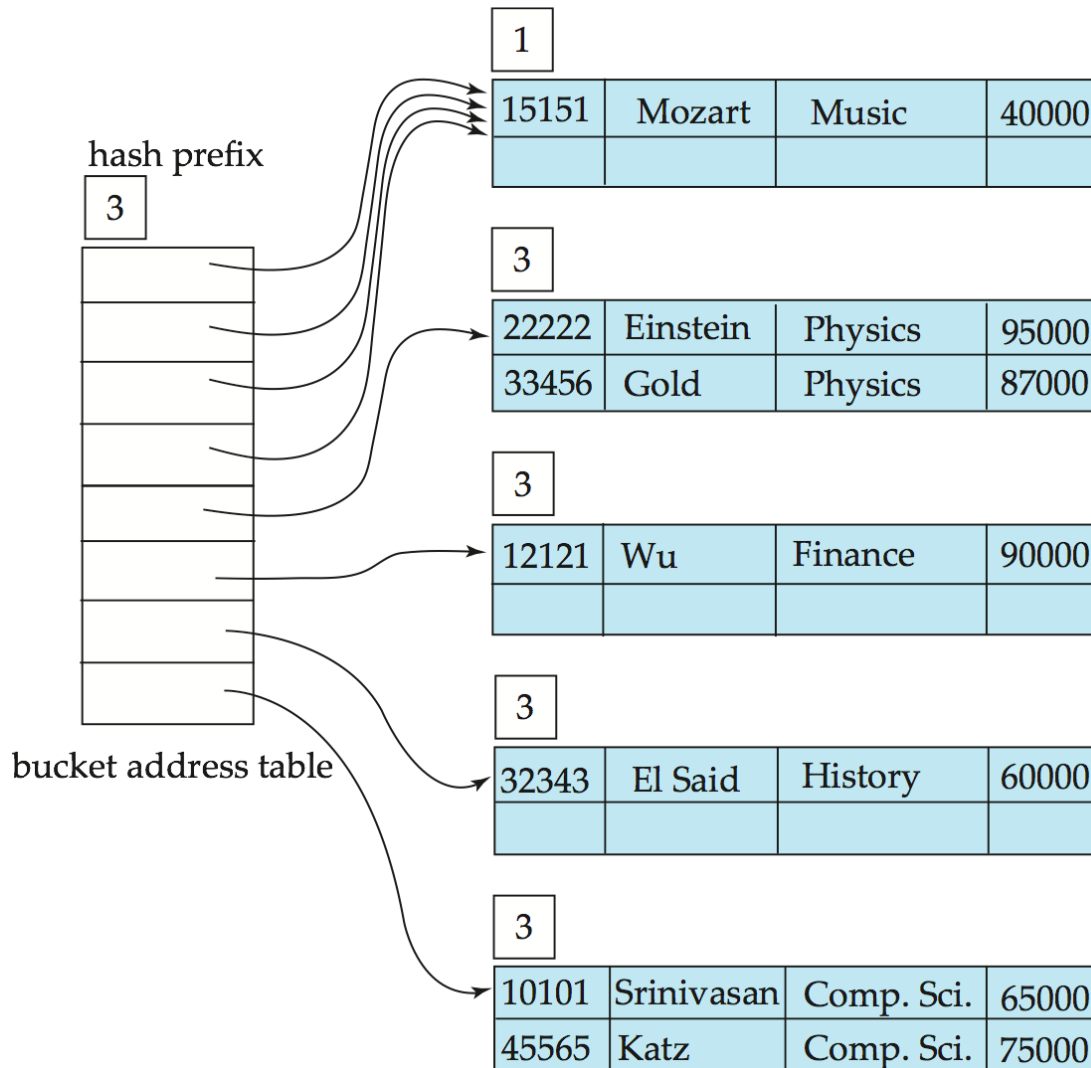 hash prefix
3
bucket address table
1
15151 Mozart Music 40000
3
22222 Einstein Physics 95000
33456 Gold Physics 87000
3
12121 Wu Finance 90000
3
32343 El Said History 60000
3
10101 Srinivasan Comp. Sci. 65000
45565 Katz Comp. Sci. 75000